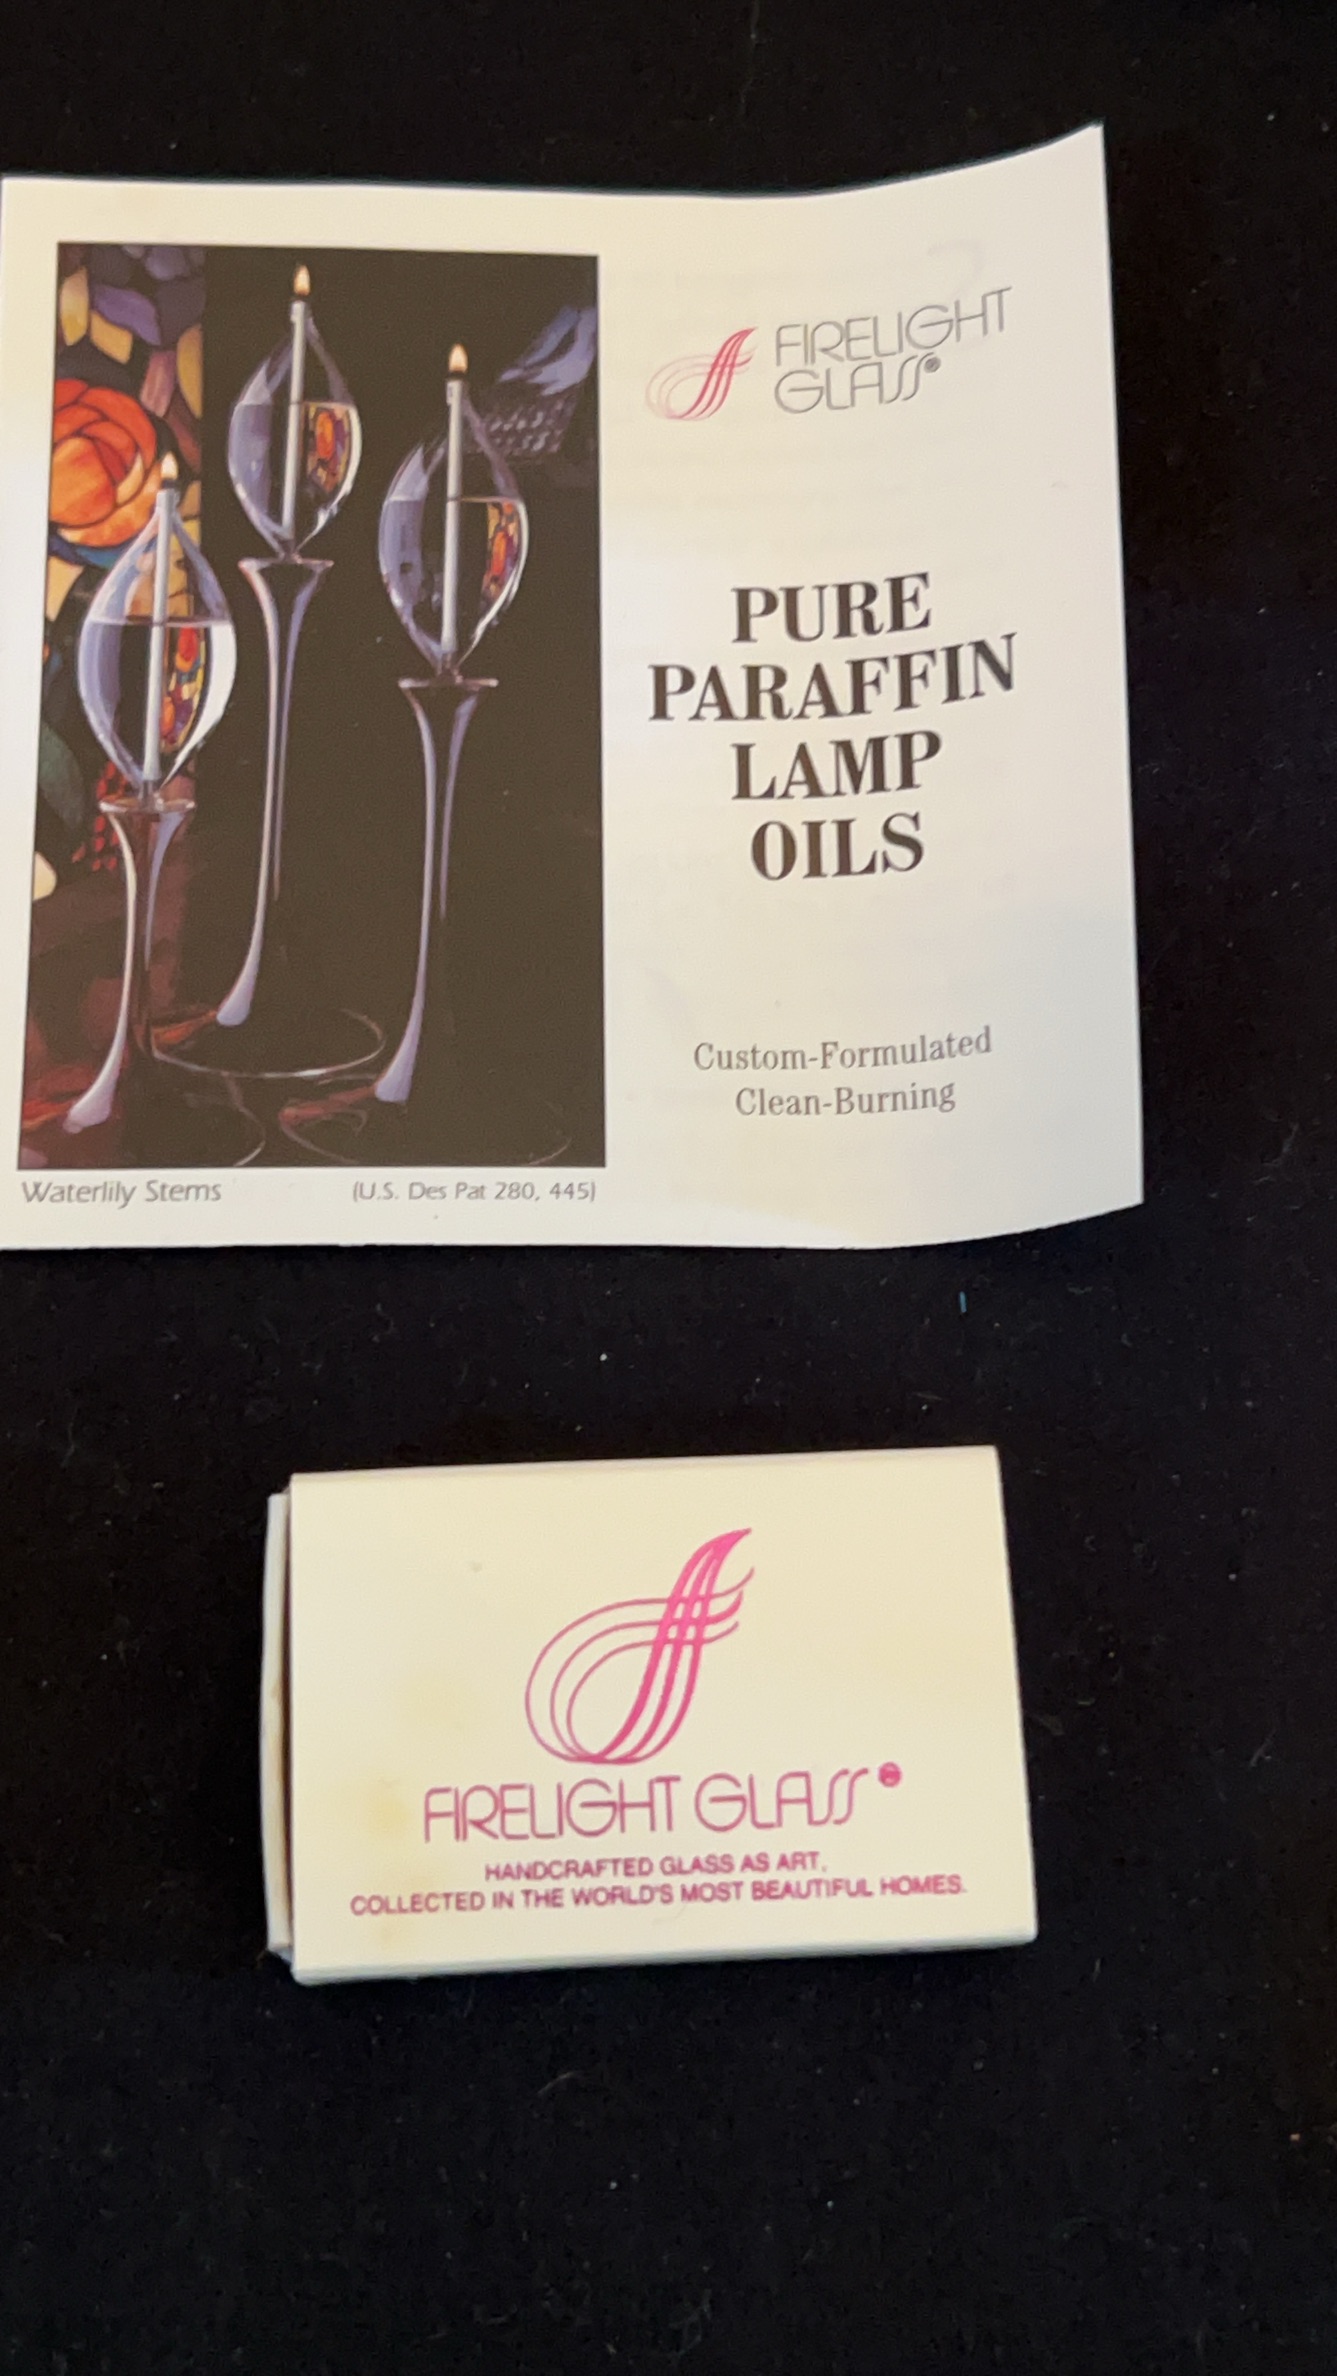 FIRELIGHT
GLASS®
PURE
PARAFFIN
LAMP
OILS
Custom-Formulated
Clean-Burning
Waterlily Stems (U.S. Des Pat 280, 445)
FIRELIGHT GLASS®
HANDCRAFTED GLASS AS ART,
COLLECTED IN THE WORLD'S MOST BEAUTIFUL HOMES.